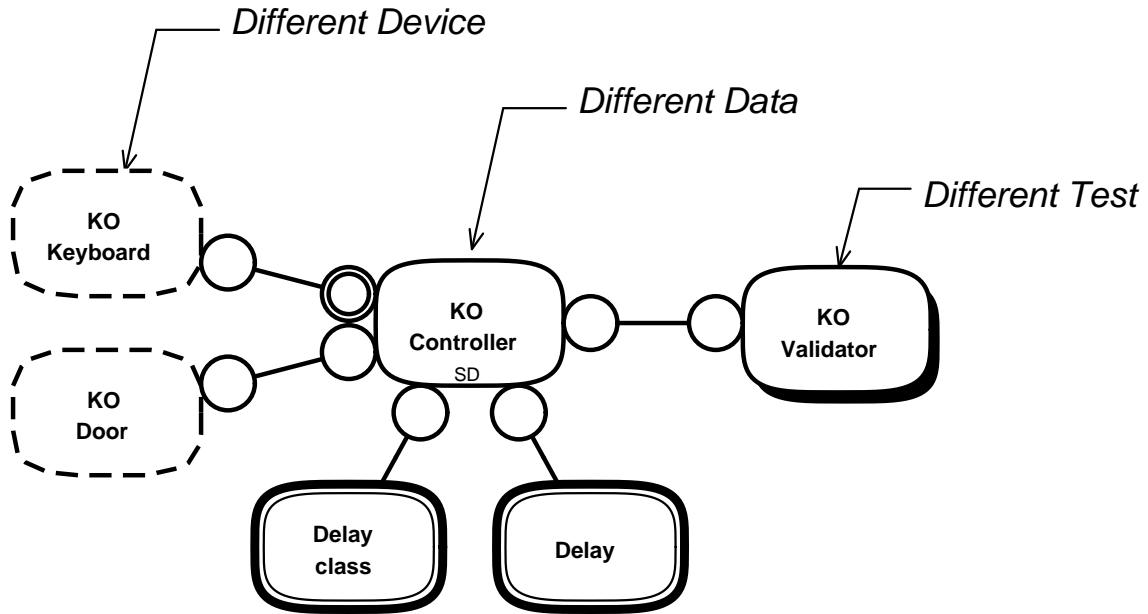 Different Device
Different Data
Different Test
KO
Keyboard
KO
Controller
SD
KO
Validator
KO
Door
Delay
class
Delay